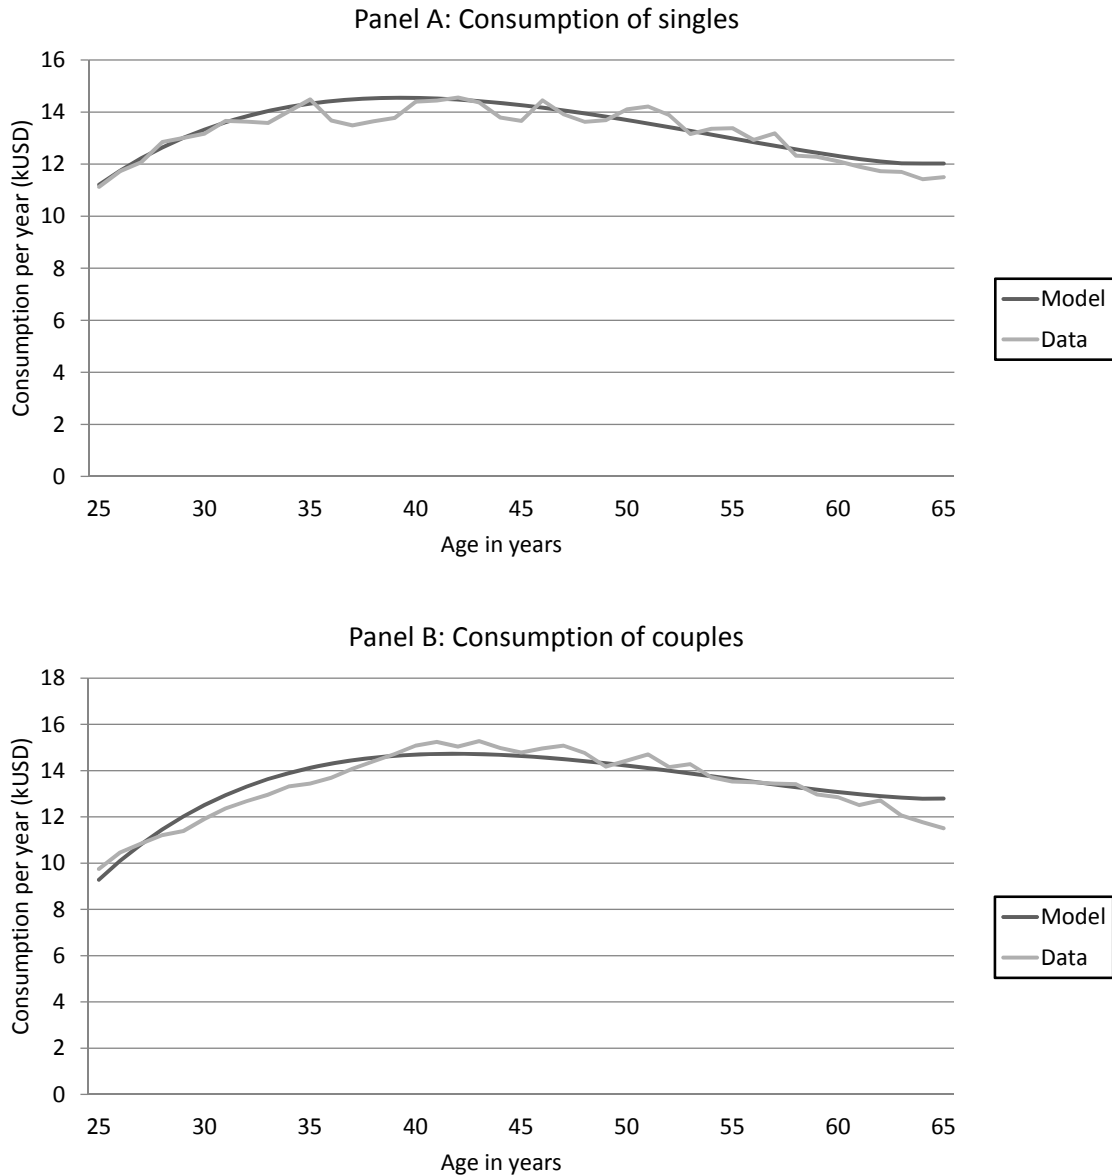 Panel A: Consumption of singles
Consumption per year (kUSD)
16
14
12
10
8
6
4
2
0
25 30 35 40 45 50 55 60 65
Age in years
Model
Data
Panel B: Consumption of couples
Consumption per year (kUSD)
18
16
14
12
10
8
6
4
2
0
25 30 35 40 45 50 55 60 65
Age in years
Model
Data